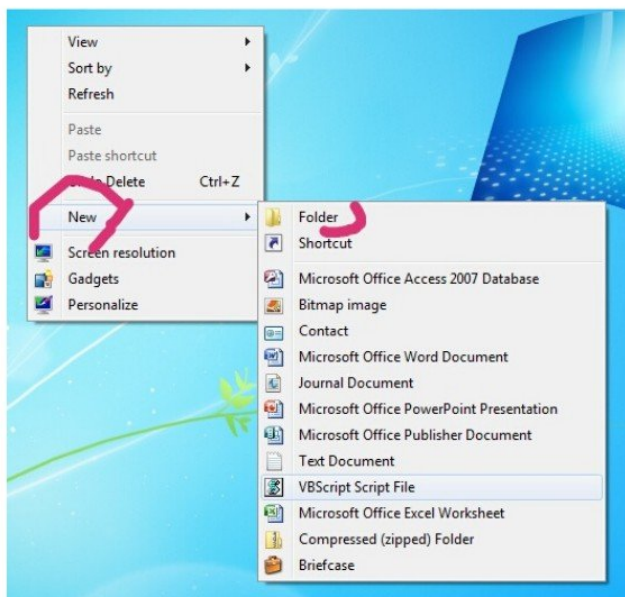 View
Sort by
Refresh
Paste
Paste shortcut
Delete Ctrl+Z
New
Screen resolution
Gadgets
Personalize
Folder
Shortcut
Microsoft Office Access 2007 Database
Bitmap image
Contact
Microsoft Office Word Document
Journal Document
Microsoft Office PowerPoint Presentation
Microsoft Office Publisher Document
Text Document
VBScript Script File
Microsoft Office Excel Worksheet
Compressed (zipped) Folder
Briefcase